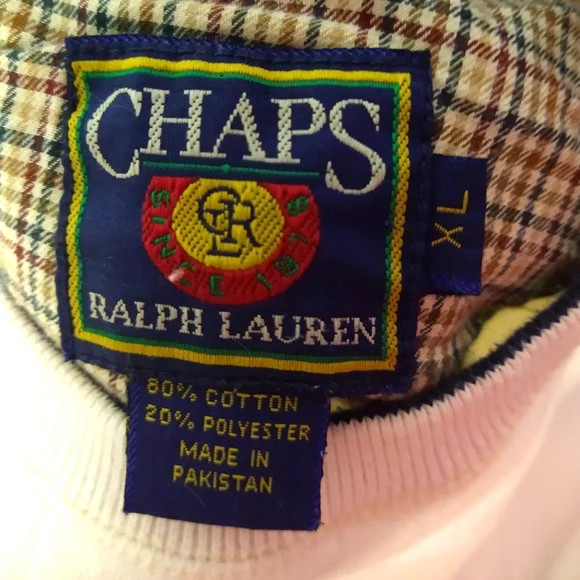 CHAPS
SINCE 1978
RALPH LAUREN
XL
80% COTTON
20% POLYESTER
MADE IN
PAKISTAN